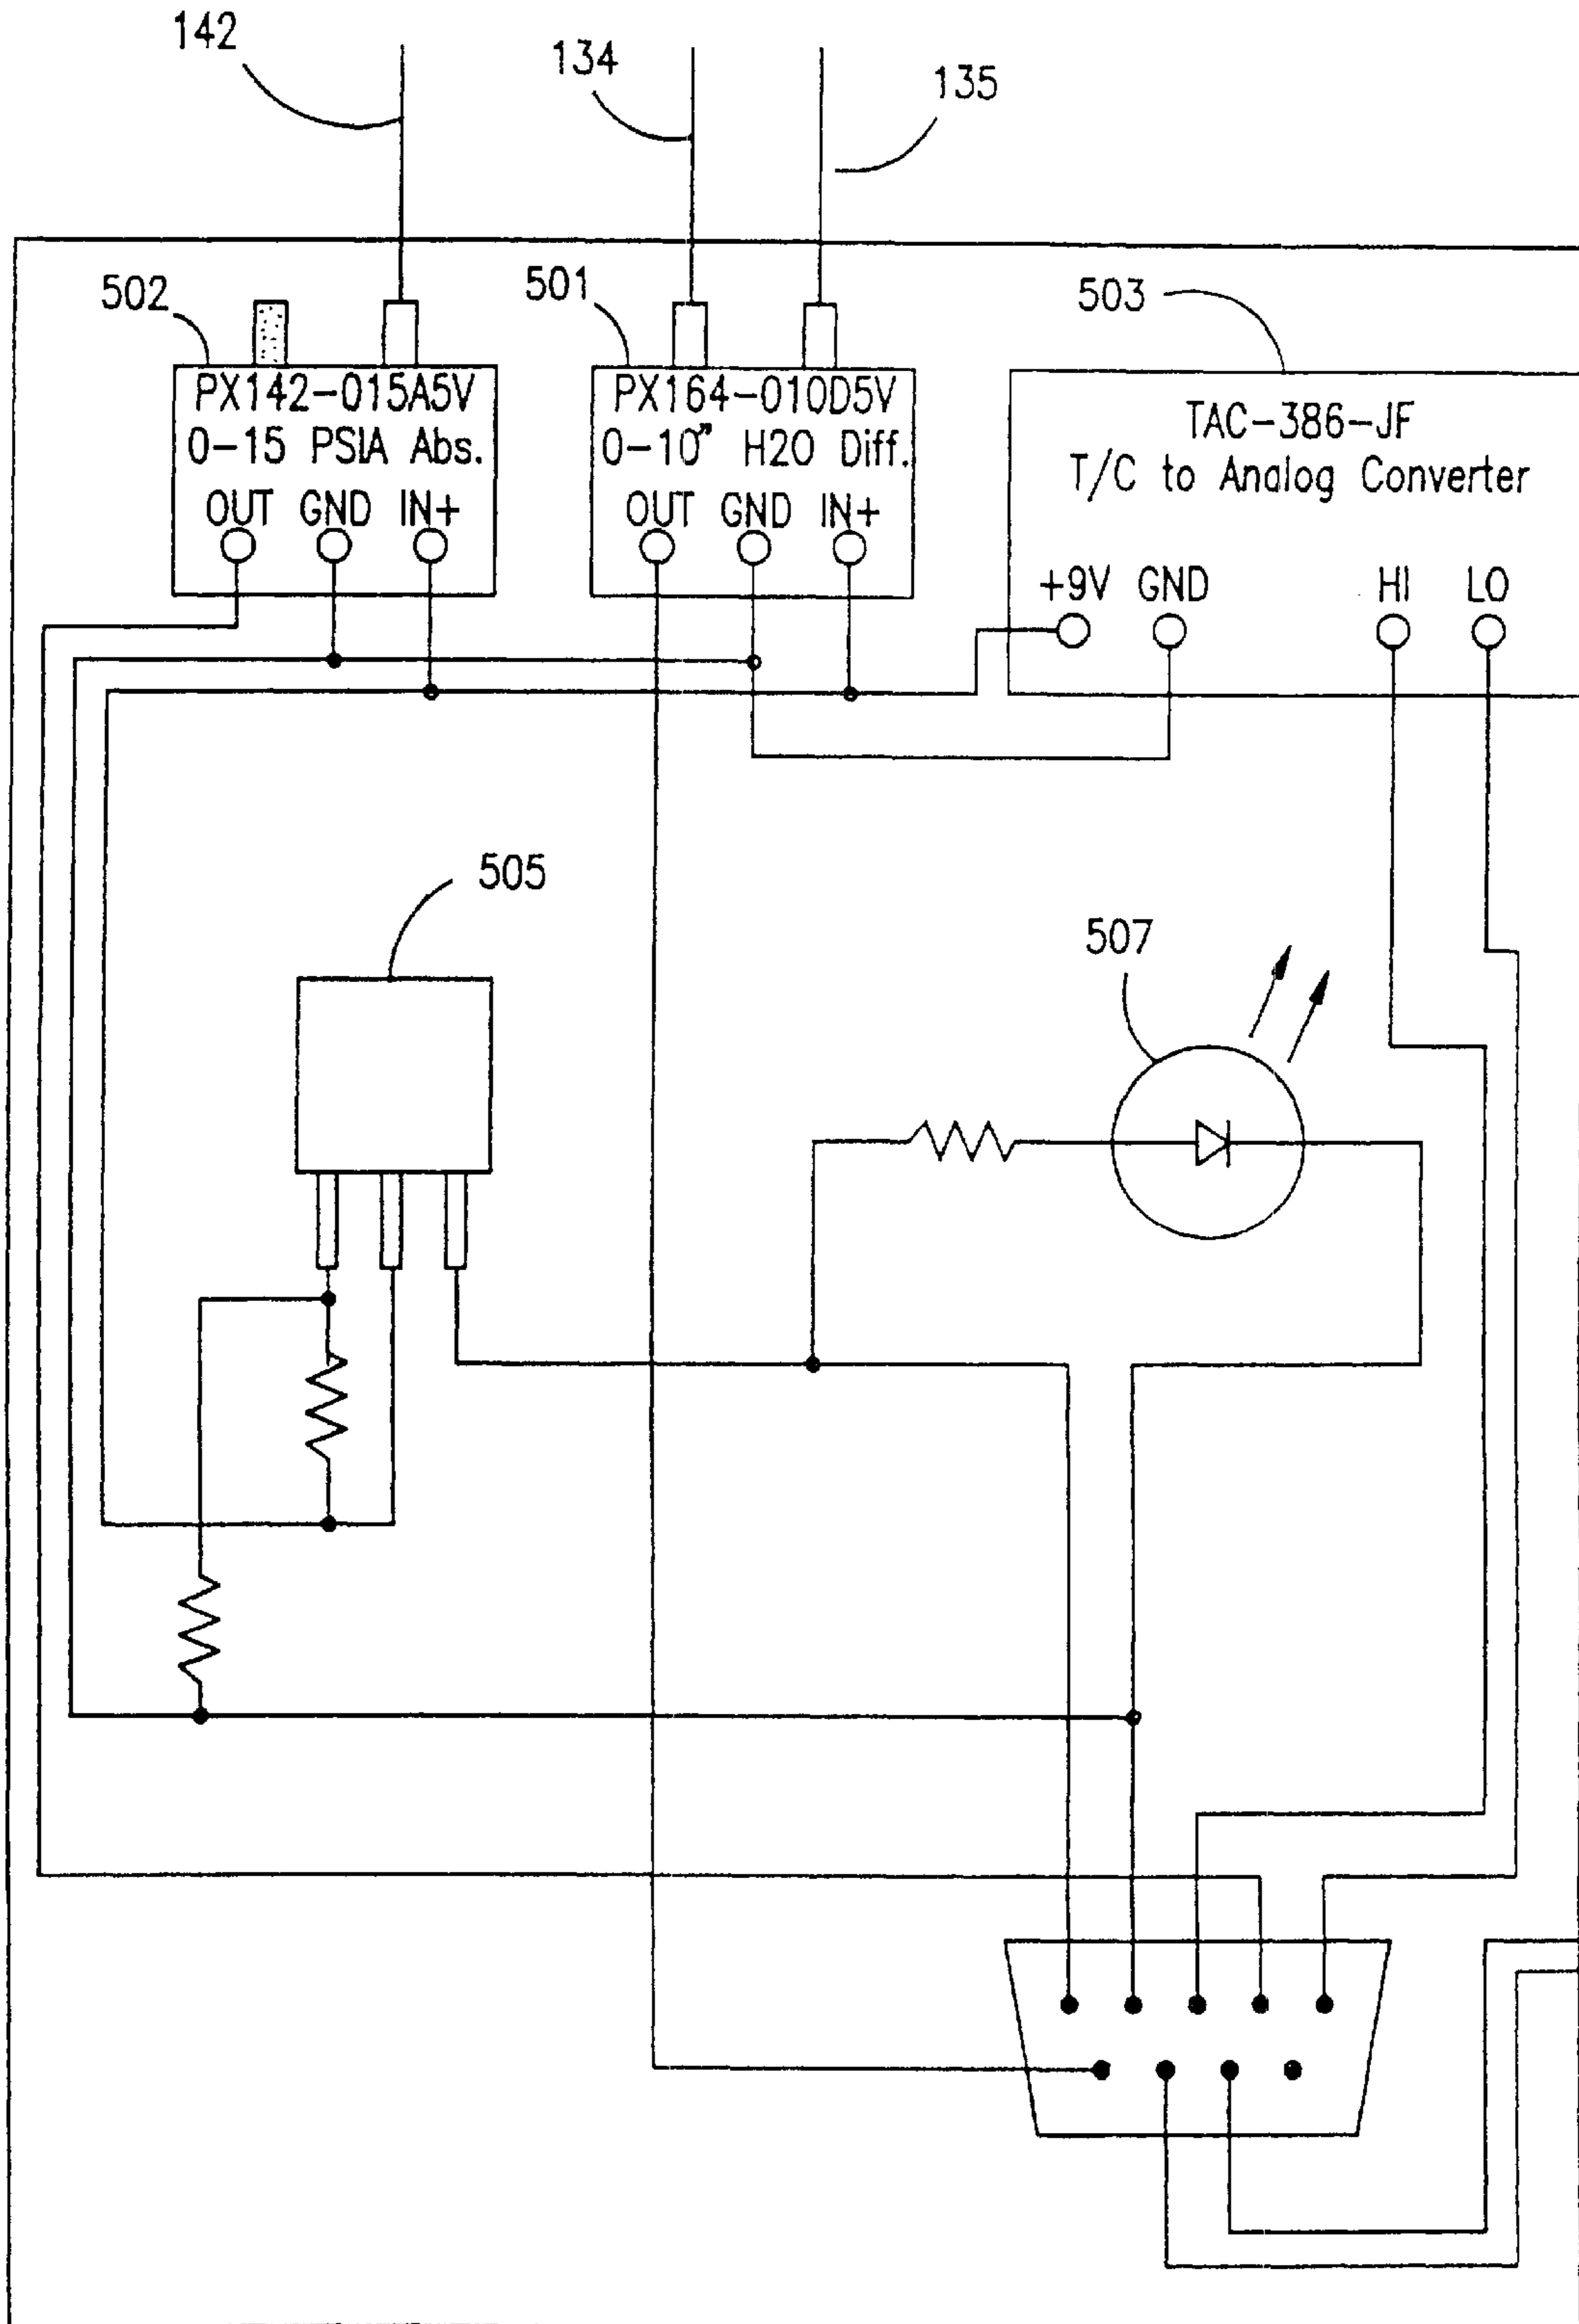 142
134
135
502
501
503
PX142-015A5V
0-15 PSIA Abs.
OUT GND IN+
PX164-010D5V
0-10" H2O Diff.
OUT GND IN+
TAC-386-JF
T/C to Analog Converter
+9V GND HI LO
505
507